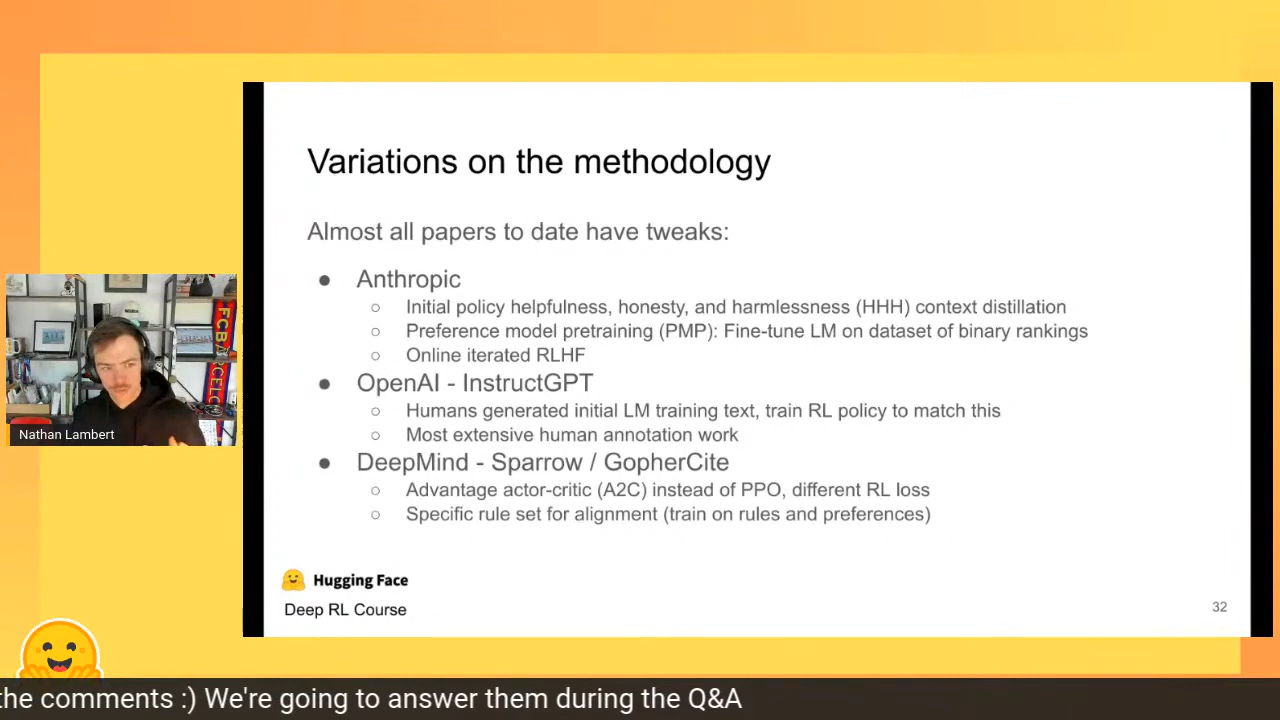 Variations on the methodology
Almost all papers to date have tweaks:
● Anthropic
○ Initial policy helpfulness, honesty, and harmlessness (HHH) context distillation
○ Preference model pretraining (PMP): Fine-tune LM on dataset of binary rankings
○ Online iterated RLHF
● OpenAI - InstructGPT
○ Humans generated initial LM training text, train RL policy to match this
○ Most extensive human annotation work
● DeepMind - Sparrow / GopherCite
○ Advantage actor-critic (A2C) instead of PPO, different RL loss
○ Specific rule set for alignment (train on rules and preferences)
Hugging Face
Deep RL Course
32
FCB
Nathan Lambert
the comments :) We're going to answer them during the Q&A